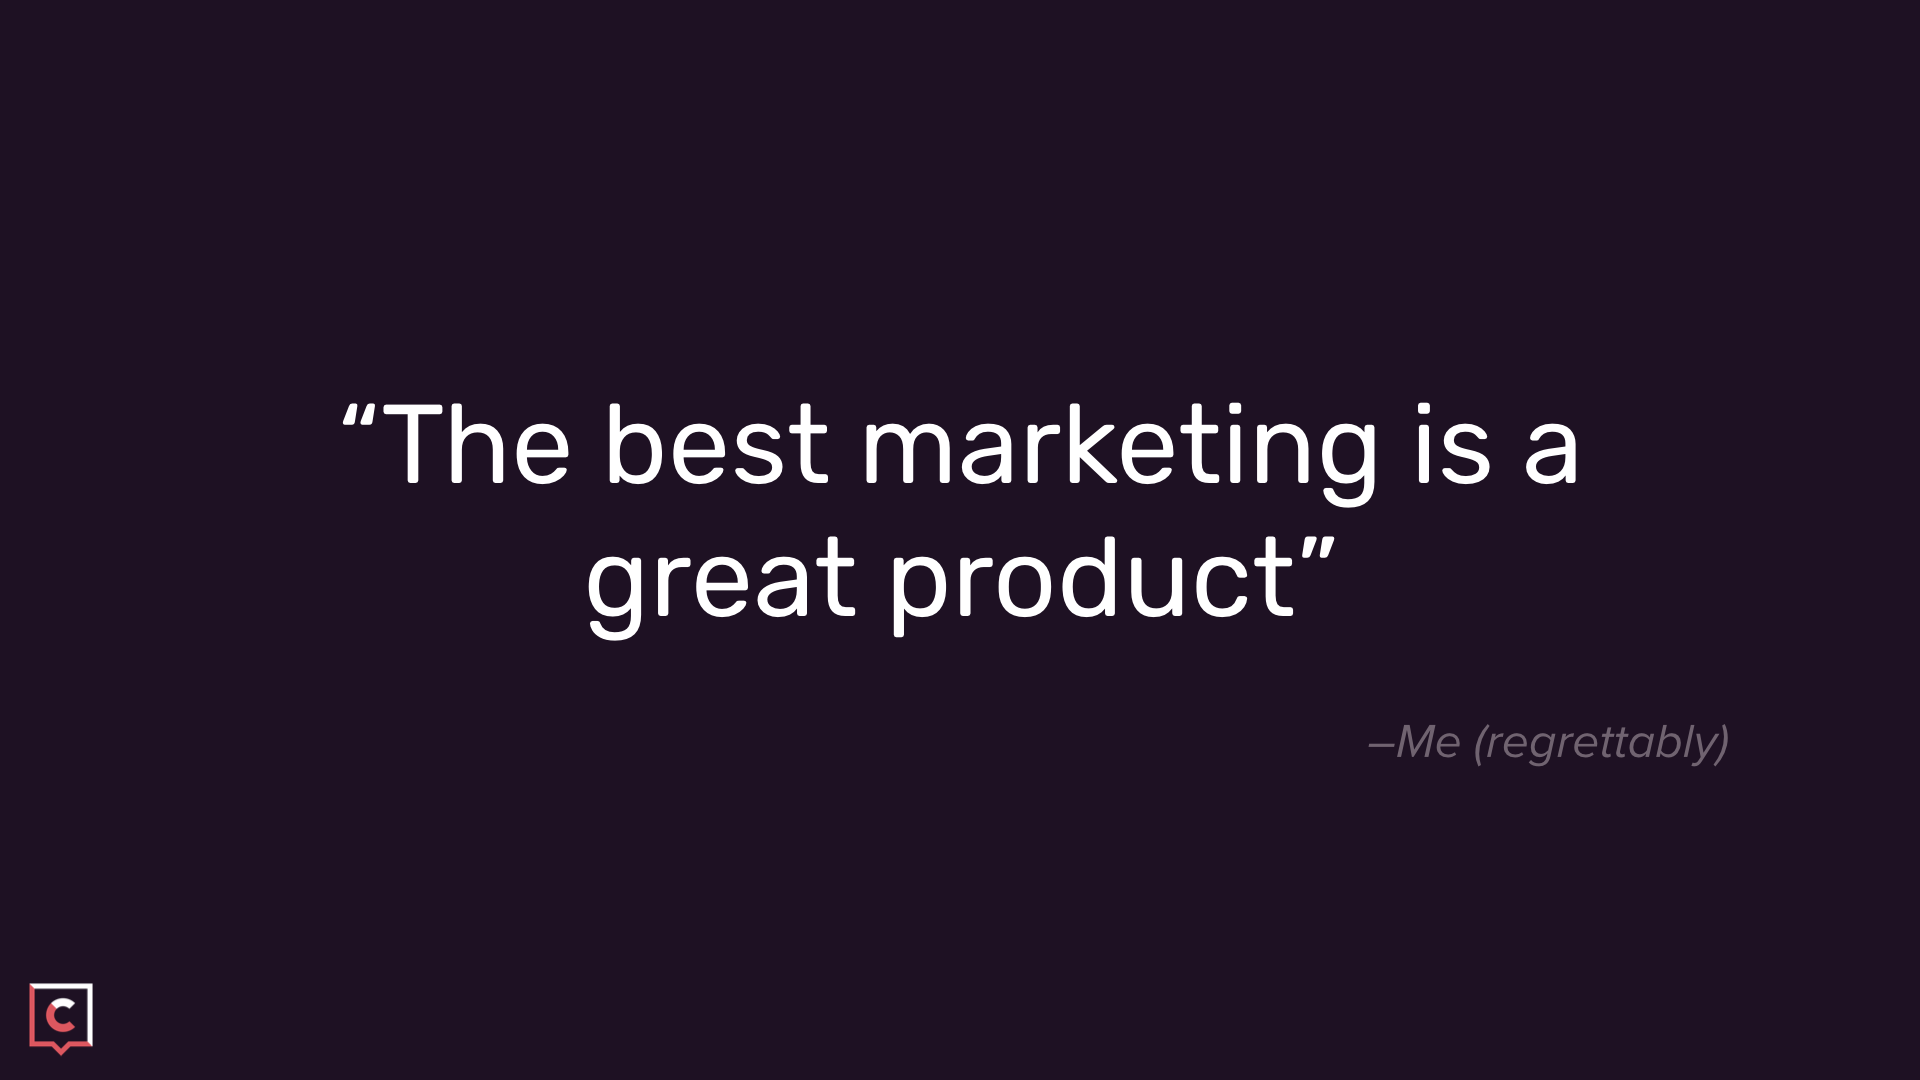 “The best marketing is a
great product”
–Me (regrettably)
C